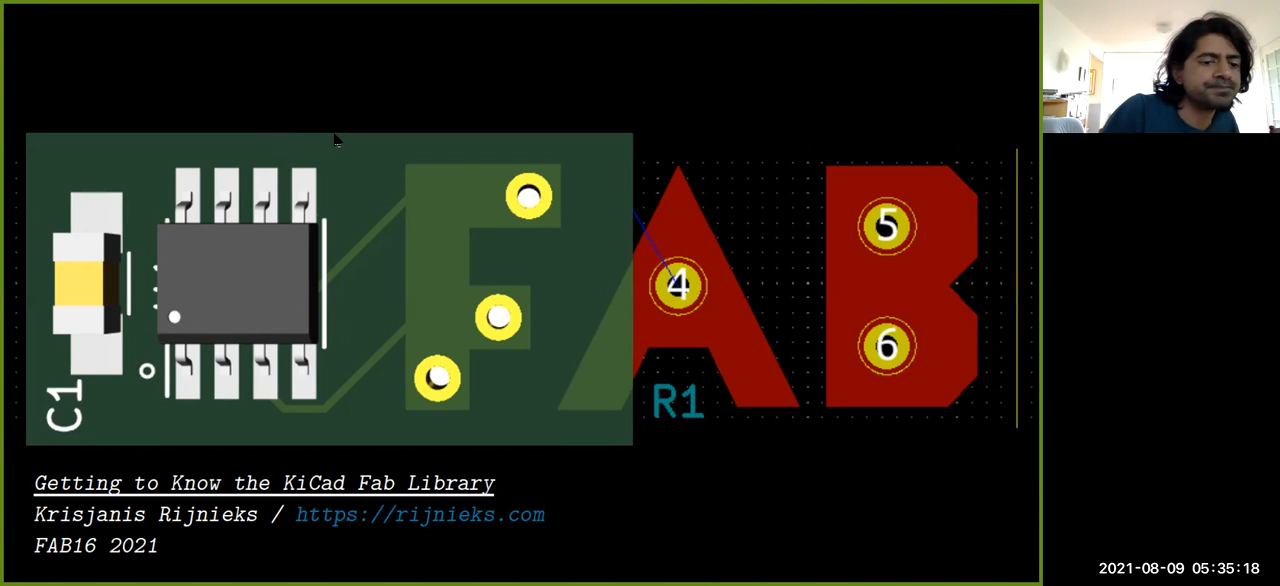 C1
FAB
4
5
6
R1
Getting to Know the KiCad Fab Library
Krisjanis Rijnieks / https://rijnieks.com
FAB16 2021
2021-08-09 05:35:18